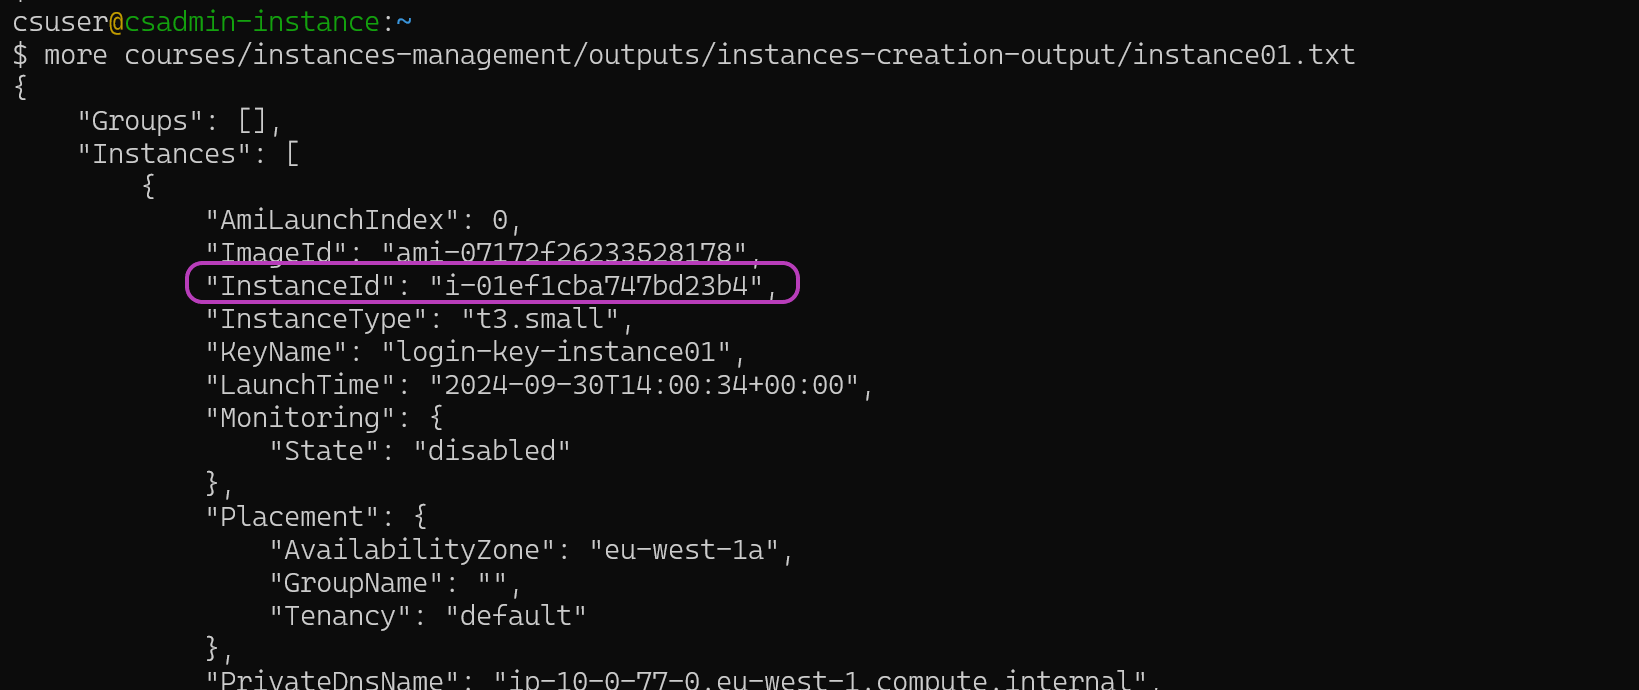 csuser@csadmin-instance:~
$ more courses/instances-management/outputs/instances-creation-output/instance01.txt
{
    "Groups": [],
    "Instances": [
        {
            "AmiLaunchIndex": 0,
            "ImageId": "ami-07172f26233528178",
            "InstanceId": "i-01ef1cba747bd23b4",
            "InstanceType": "t3.small",
            "KeyName": "login-key-instance01",
            "LaunchTime": "2024-09-30T14:00:34+00:00",
            "Monitoring": {
                "State": "disabled"
            },
            "Placement": {
                "AvailabilityZone": "eu-west-1a",
                "GroupName": "",
                "Tenancy": "default"
            },
            "PrivateDnsName": "ip-10-0-77-0.eu-west-1.compute.internal",